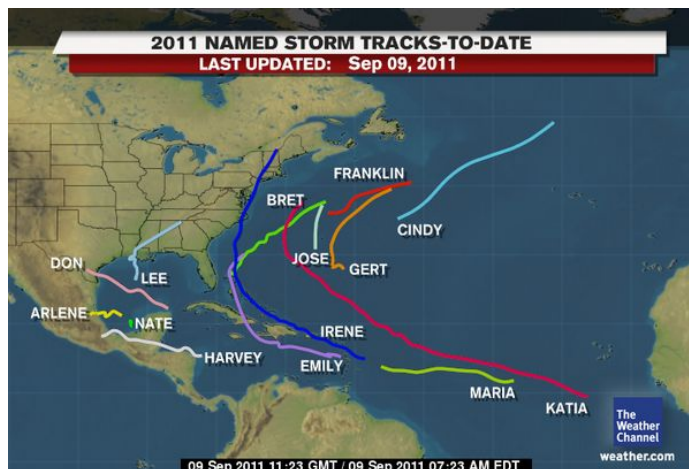 2011 NAMED STORM TRACKS-TO-DATE
LAST UPDATED: Sep 09, 2011
FRANKLIN
BRET
CINDY
JOSE
GERT
DON
LEE
ARLENE
NATE
IRENE
HARVEY
EMILY
MARIA
KATIA
The
Weather
Channel
weather.com
09 Sep 2011 11:23 GMT / 09 Sep 2011 07:23 AM EDT